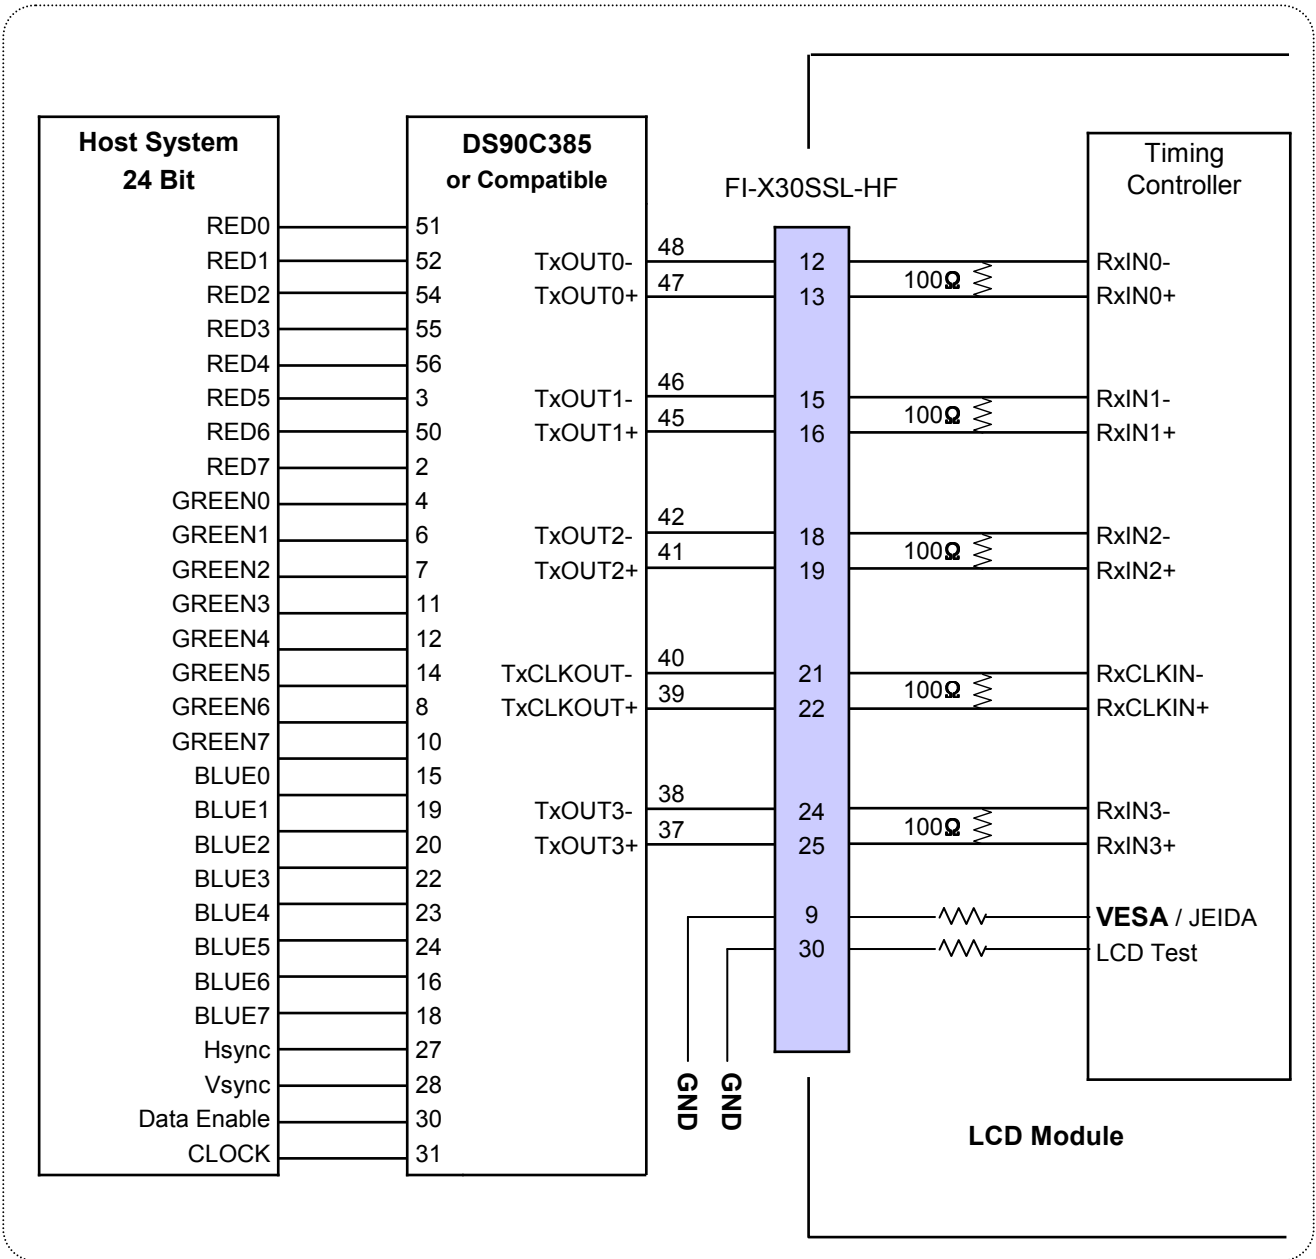 Host System
24 Bit
RED0
RED1
RED2
RED3
RED4
RED5
RED6
RED7
GREEN0
GREEN1
GREEN2
GREEN3
GREEN4
GREEN5
GREEN6
GREEN7
BLUE0
BLUE1
BLUE2
BLUE3
BLUE4
BLUE5
BLUE6
BLUE7
Hsync
Vsync
Data Enable
CLOCK
DS90C385
or Compatible
51
52
54
55
56
3
50
2
4
6
7
11
12
14
8
10
15
19
20
22
23
24
16
18
27
28
30
31
TxOUT0-
TxOUT0+
TxOUT1-
TxOUT1+
TxOUT2-
TxOUT2+
TxCLKOUT-
TxCLKOUT+
TxOUT3-
TxOUT3+
48
47
46
45
42
41
40
39
38
37
GND
GND
FI-X30SSL-HF
12
13
15
16
18
19
21
22
24
25
9
30
100Ω
100Ω
100Ω
100Ω
100Ω
Timing
Controller
RxIN0-
RxIN0+
RxIN1-
RxIN1+
RxIN2-
RxIN2+
RxCLKIN-
RxCLKIN+
RxIN3-
RxIN3+
VESA / JEIDA
LCD Test
LCD Module